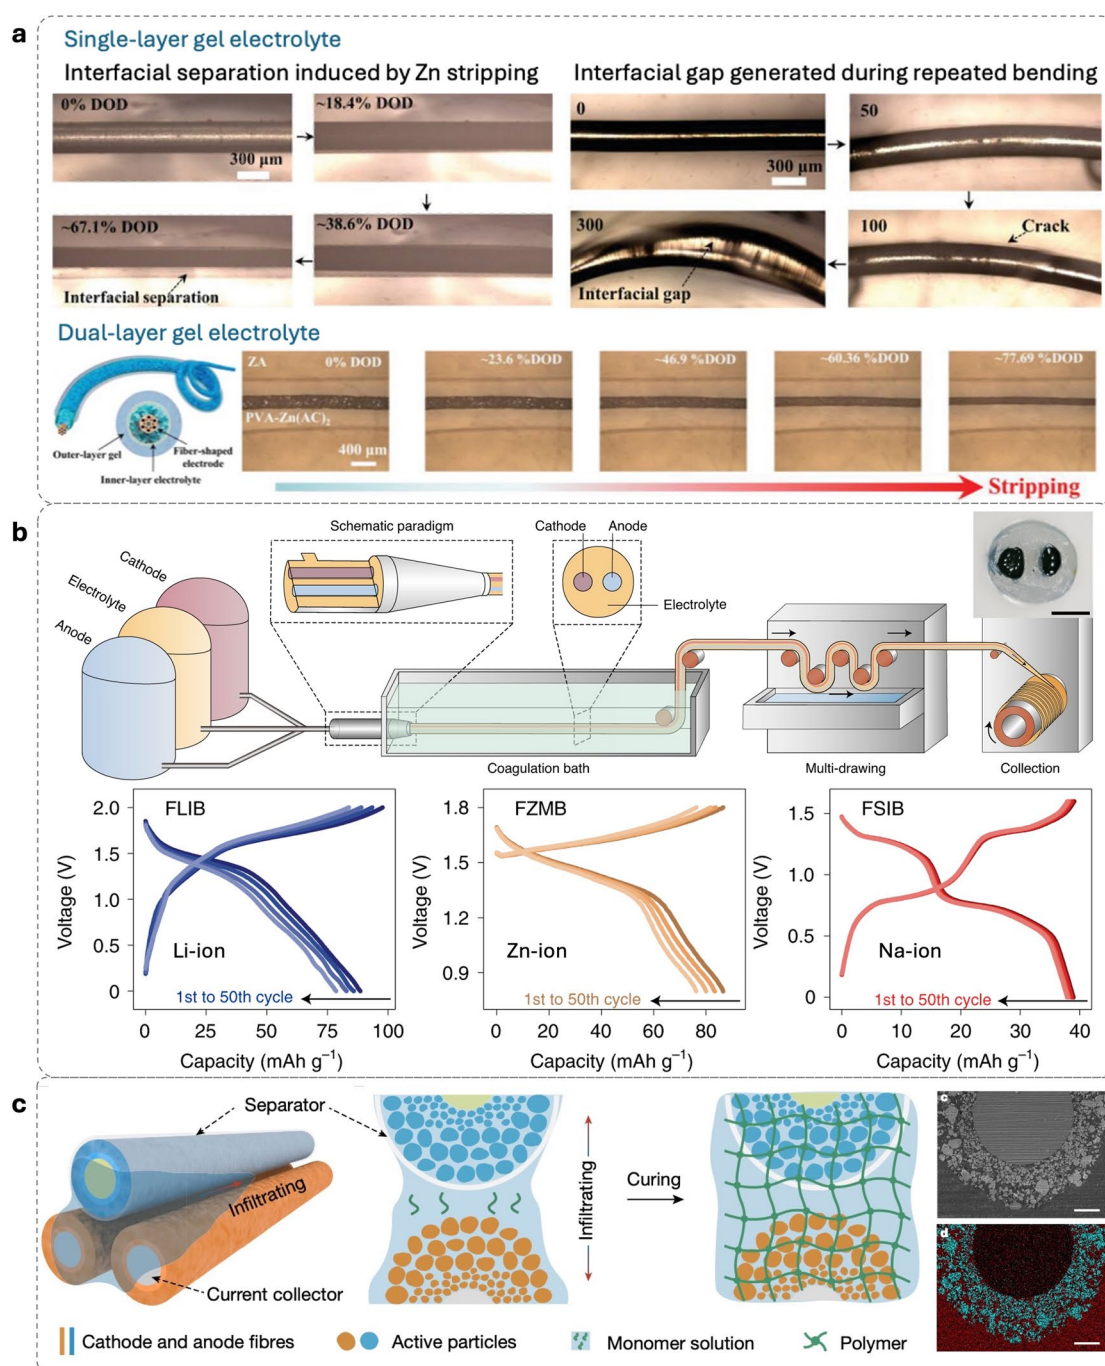 a
Single-layer gel electrolyte
Interfacial separation induced by Zn stripping
Interfacial gap generated during repeated bending
0% DOD
300 μm
~18.4% DOD
~67.1% DOD
Interfacial separation
~38.6% DOD
0
300 μm
50
300
Interfacial gap
100
Crack
Dual-layer gel electrolyte
Outer-layer gel
Fiber-shaped
electrode
Inner-layer electrolyte
ZA
0% DOD
PVA-Zn(AC)₂
400 μm
~23.6 %DOD
~46.9 %DOD
~60.36 %DOD
~77.69 %DOD
Stripping
b
Cathode
Electrolyte
Anode
Schematic paradigm
Cathode
Anode
Electrolyte
Coagulation bath
Multi-drawing
Collection
FLIB
Voltage (V)
2.0
1.5
1.0
0.5
0
Li-ion
1st to 50th cycle
0 25 50 75 100
Capacity (mAh g⁻¹)
FZMB
Voltage (V)
1.8
1.5
1.2
0.9
Zn-ion
1st to 50th cycle
0 20 40 60 80
Capacity (mAh g⁻¹)
FSIB
Voltage (V)
1.5
1.0
0.5
0
Na-ion
1st to 50th cycle
0 10 20 30 40
Capacity (mAh g⁻¹)
c
Separator
Infiltrating
Current collector
Infiltrating
Curing
c
d
Cathode and anode fibres
Active particles
Monomer solution
Polymer